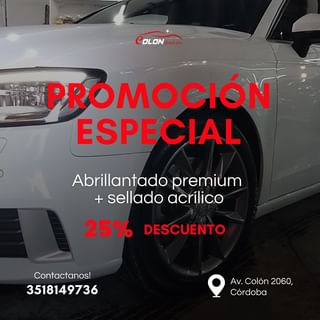 COLON
PROMOCIÓN
ESPECIAL
Abrillantado premium
+ sellado acrílico
25% DESCUENTO
Contactanos!
3518149736
Av. Colón 2060,
Córdoba